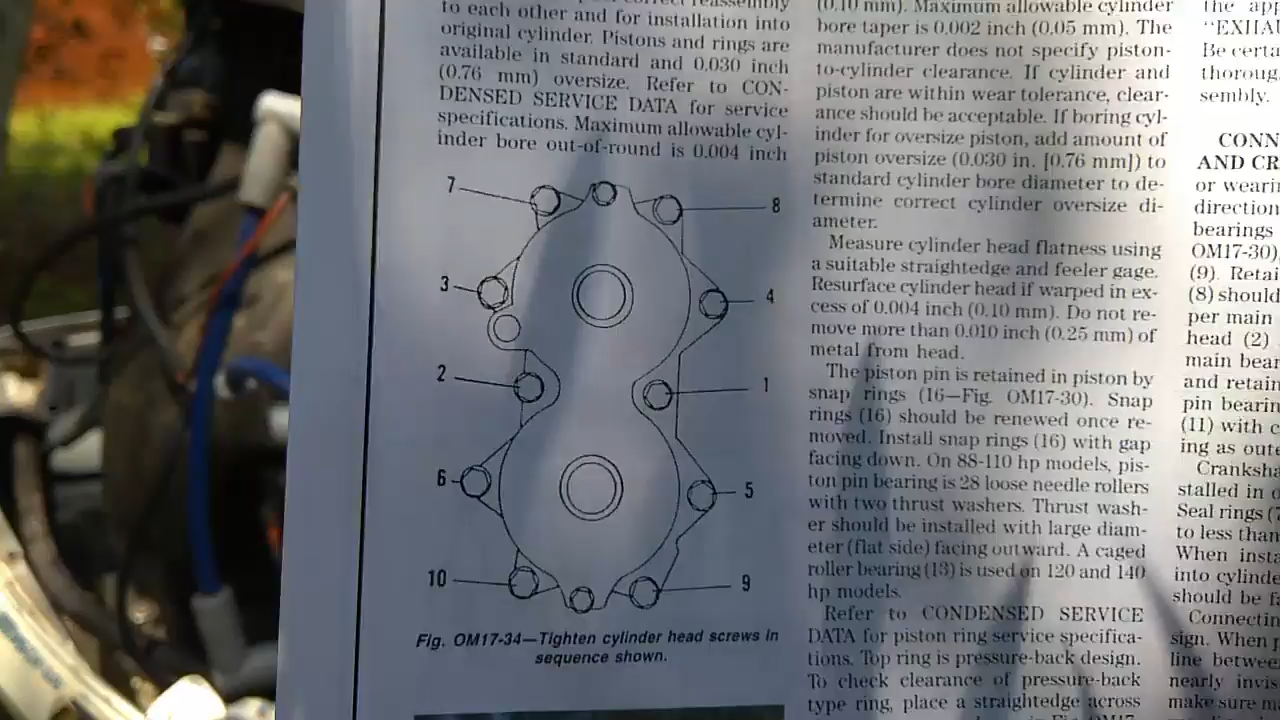 correct reassembly
to each other and for installation into
original cylinder. Pistons and rings are
available in standard and 0.030 inch
(0.76 mm) oversize. Refer to CON-
DENSED SERVICE DATA for service
specifications. Maximum allowable cyl-
inder bore out-of-round is 0.004 inch
7
8
3
4
2
1
6
5
10
9
Fig. OM17-34—Tighten cylinder head screws in
sequence shown.
(0.10 mm). Maximum allowable cylinder
bore taper is 0.002 inch (0.05 mm). The
manufacturer does not specify piston-
to-cylinder clearance. If cylinder and
piston are within wear tolerance, clear-
ance should be acceptable. If boring cyl-
inder for oversize piston, add amount of
piston oversize (0.030 in. [0.76 mm]) to
standard cylinder bore diameter to de-
termine correct cylinder oversize di-
ameter.
Measure cylinder head flatness using
a suitable straightedge and feeler gage.
Resurface cylinder head if warped in ex-
cess of 0.004 inch (0.10 mm). Do not re-
move more than 0.010 inch (0.25 mm) of
metal from head.
The piston pin is retained in piston by
snap rings (16—Fig. OM17-30). Snap
rings (16) should be renewed once re-
moved. Install snap rings (16) with gap
facing down. On 88-110 hp models, pis-
ton pin bearing is 28 loose needle rollers
with two thrust washers. Thrust wash-
er should be installed with large diam-
eter (flat side) facing outward. A caged
roller bearing (13) is used on 120 and 140
hp models.
Refer to CONDENSED SERVICE
DATA for piston ring service specifica-
tions. Top ring is pressure-back design.
To check clearance of pressure-back
type ring, place a straightedge across
the app
"EXHA
Be certa
thoroug
sembly.
CONN
AND CR
or wearin
direction
bearings
OM17-30)
(9). Retai
(8) should
per main
head (2)
main bear
and retain
pin bearin
(11) with c
ing as oute
Cranksha
stalled in c
Seal rings (7
to less than
When insta
into cylinde
should be fa
Connectin
sign. When p
line betwee
nearly invis
make sure m